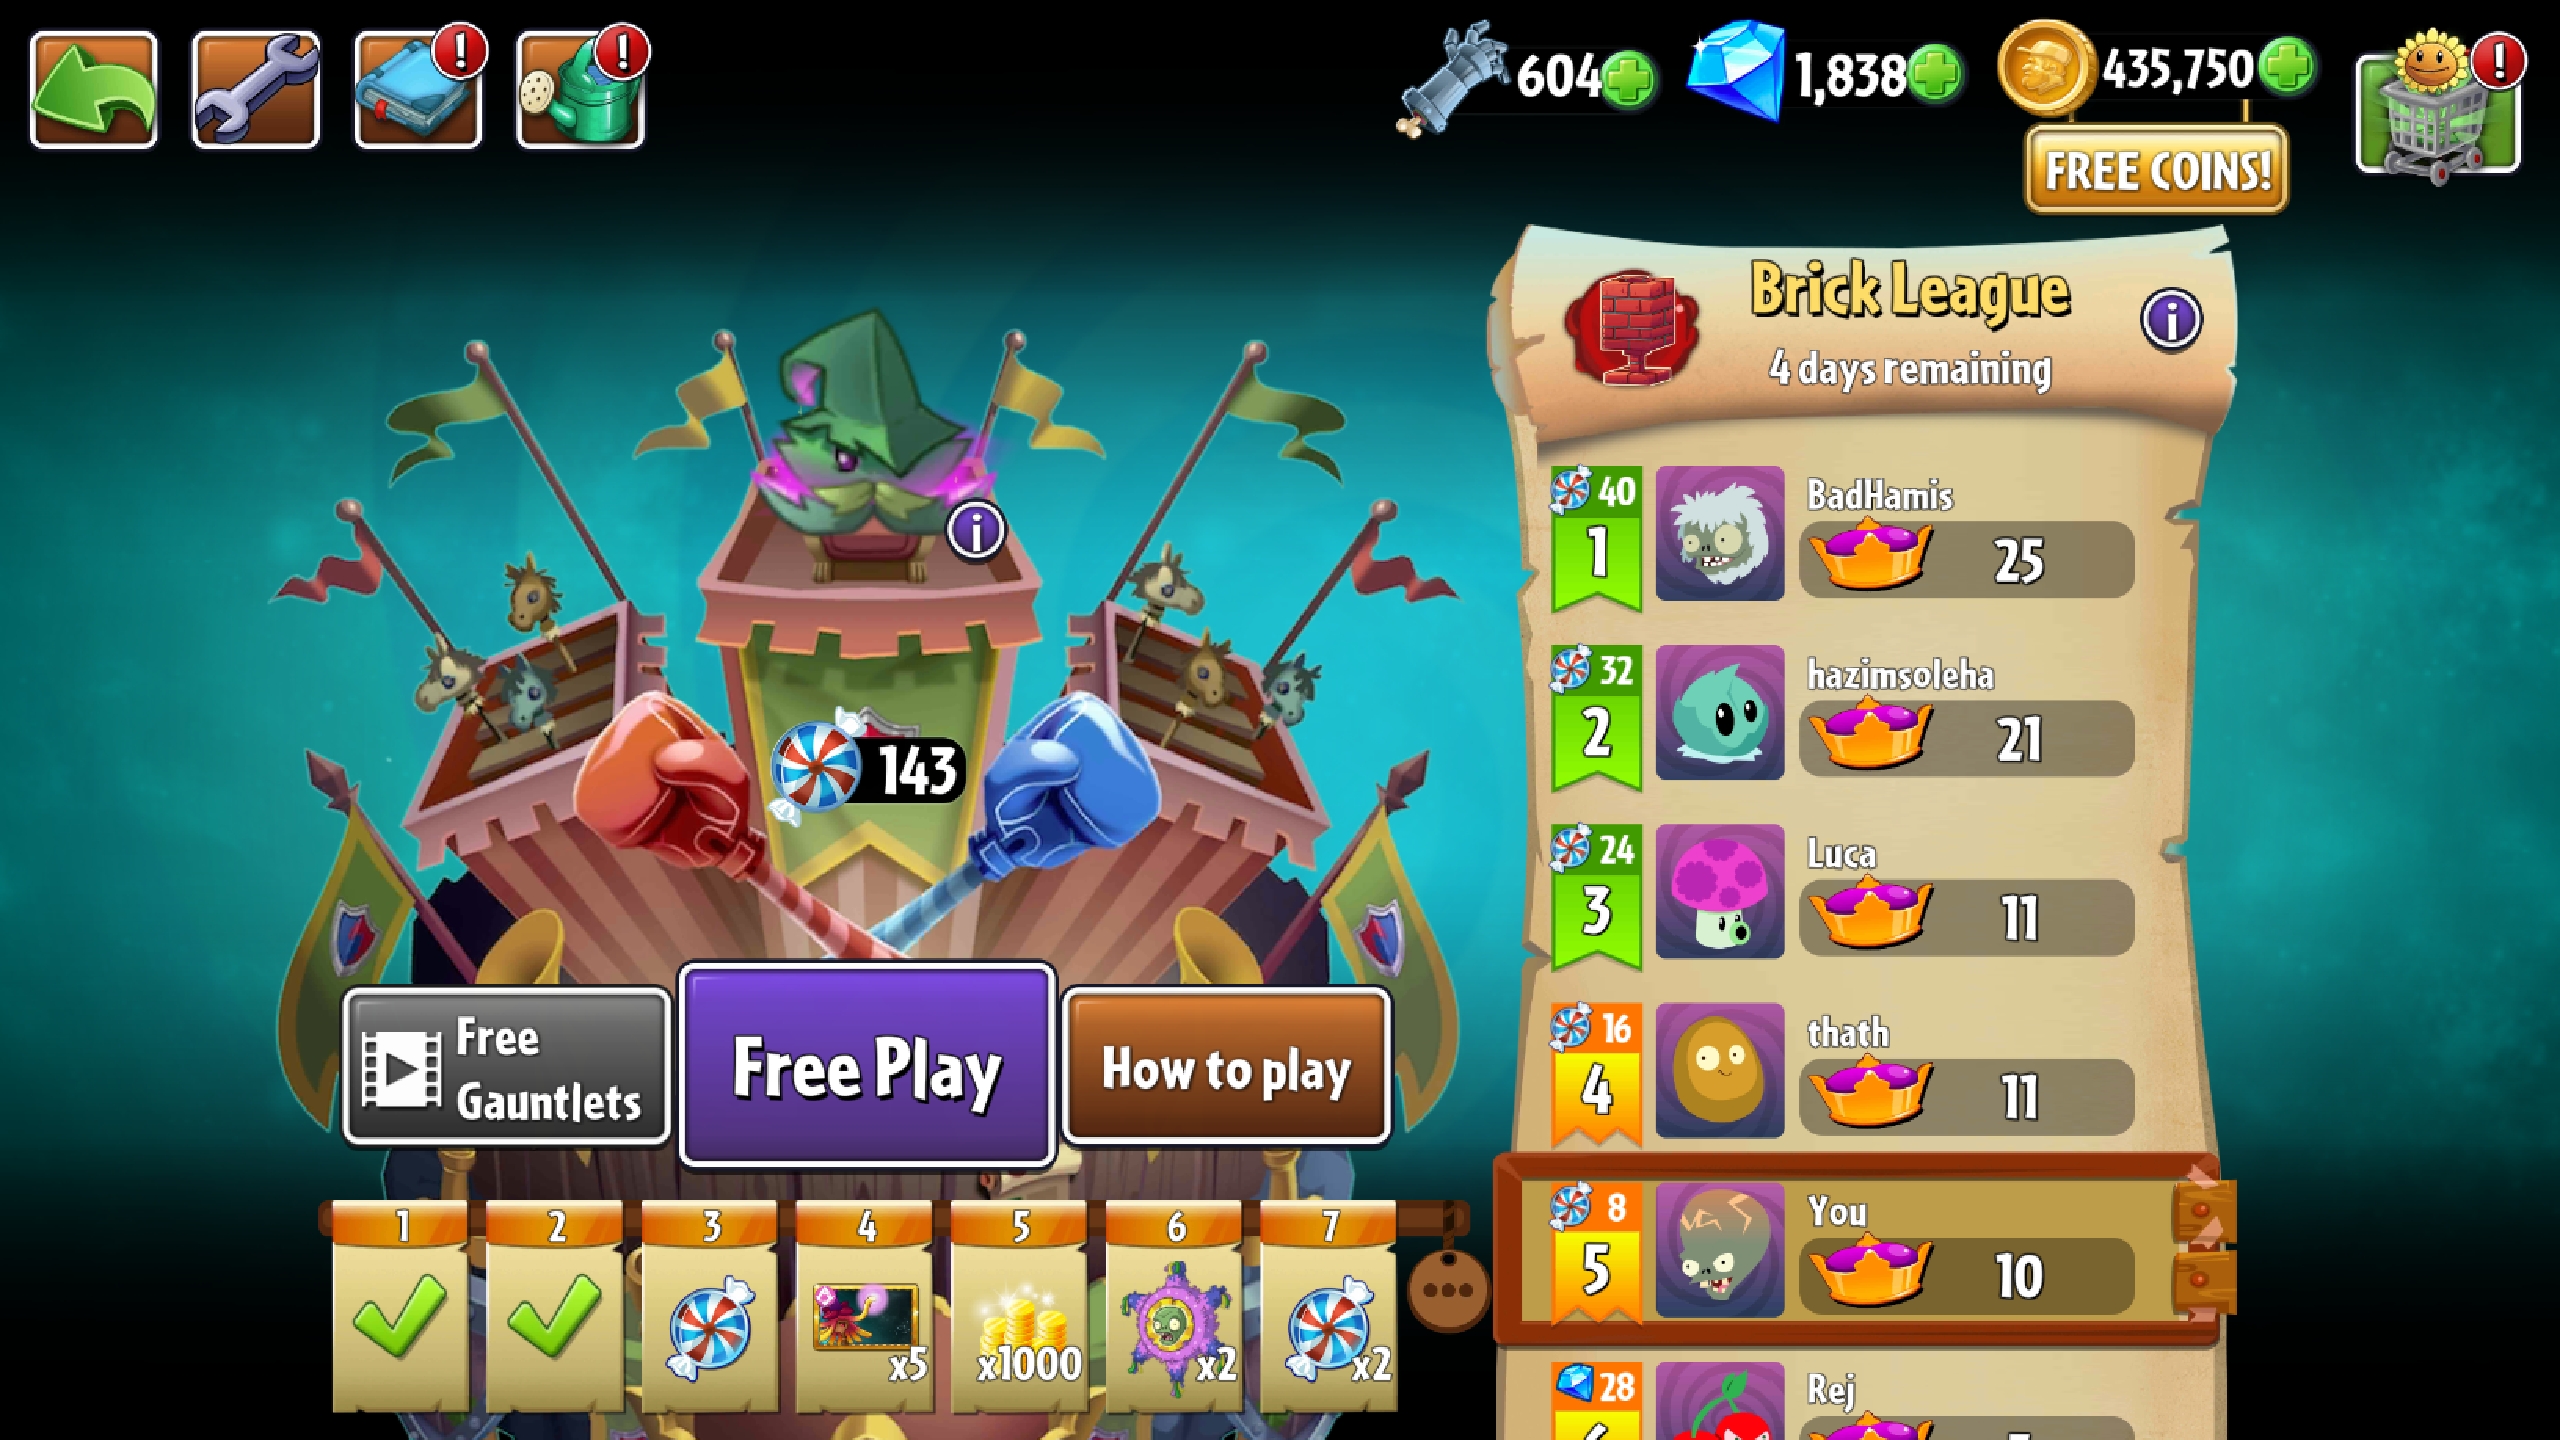 604
1,838
435,750
FREE COINS!
Brick League
4 days remaining
40
1
BadHamis
25
32
2
hazimsoleha
21
24
3
Luca
11
16
4
thath
11
8
5
You
10
28
Rej
143
Free
Gauntlets
Free Play
How to play
1
2
3
4
5
6
7
x5
x1000
x2
x2